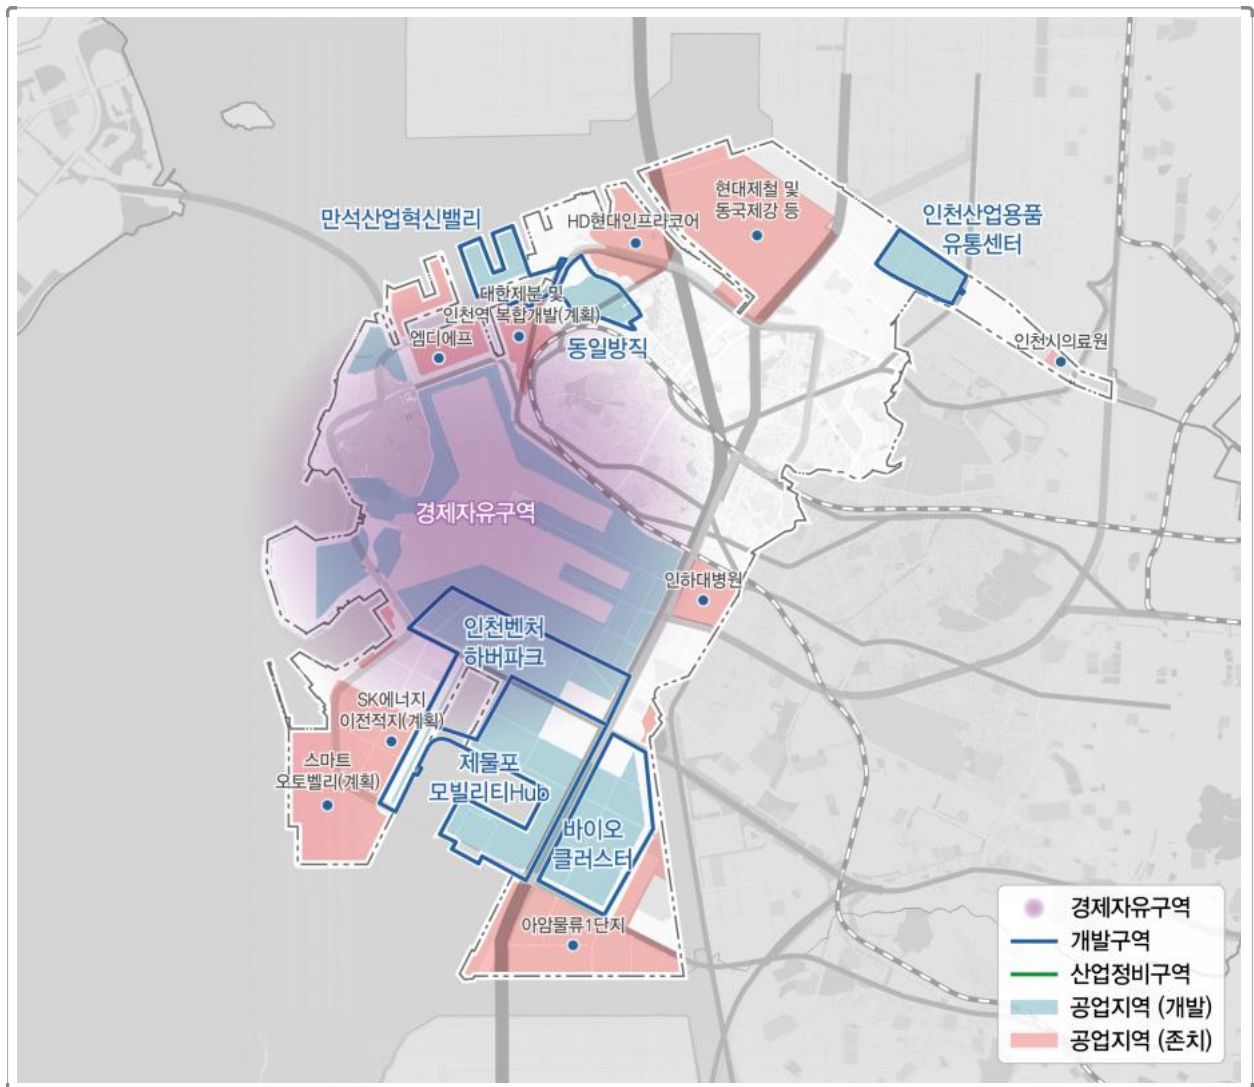 만석산업혁신밸리
HD현대인프라코어
현대제철 및
동국제강 등
인천산업용품
유통센터
대한제분 및
인천역 복합개발(계획)
엠디에프
동일방직
인천시의료원
경제자유구역
인하대병원
인천벤처
하버파크
SK에너지
이전적지(계획)
스마트
오토벨리(계획)
제물포
모빌리티Hub
바이오
클러스터
아암물류1단지
경제자유구역
개발구역
산업정비구역
공업지역 (개발)
공업지역 (존치)